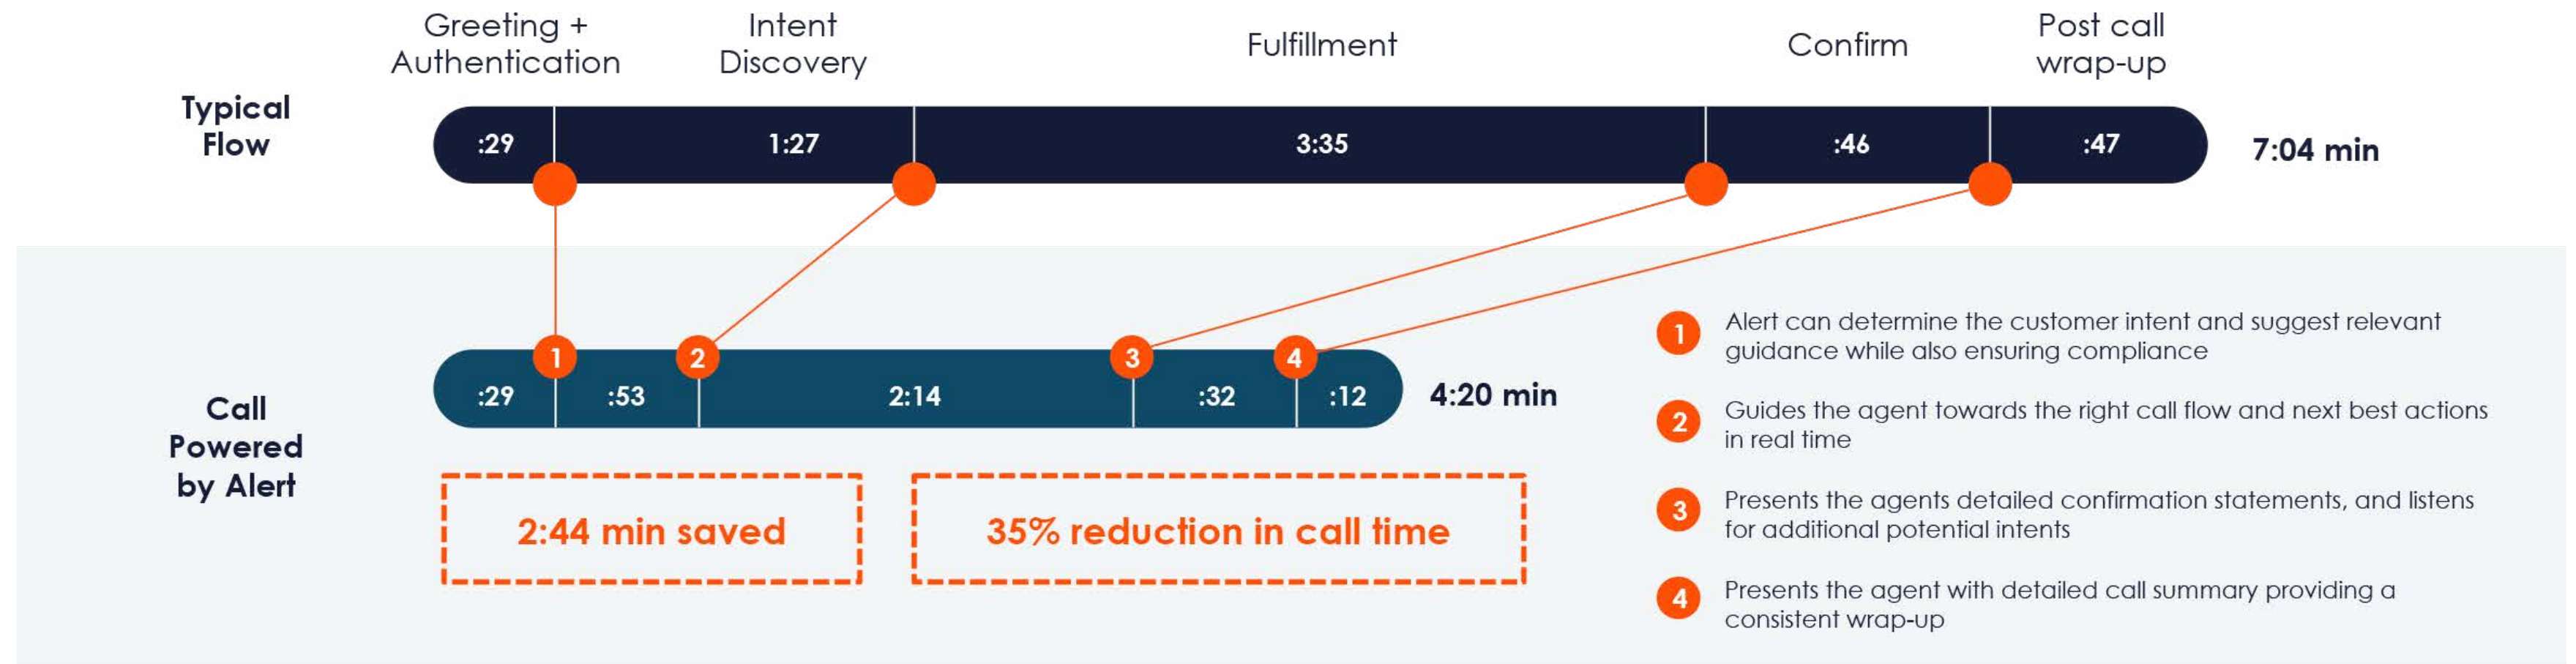 Greeting +
Authentication
Intent
Discovery
Fulfillment
Confirm
Post call
wrap-up
Typical
Flow
:29
1:27
3:35
:46
:47
7:04 min
Call
Powered
by Alert
1
2
3
4
:29
:53
2:14
:32
:12
4:20 min
2:44 min saved
35% reduction in call time
1
Alert can determine the customer intent and suggest relevant
guidance while also ensuring compliance
2
Guides the agent towards the right call flow and next best actions
in real time
3
Presents the agents detailed confirmation statements, and listens
for additional potential intents
4
Presents the agent with detailed call summary providing a
consistent wrap-up